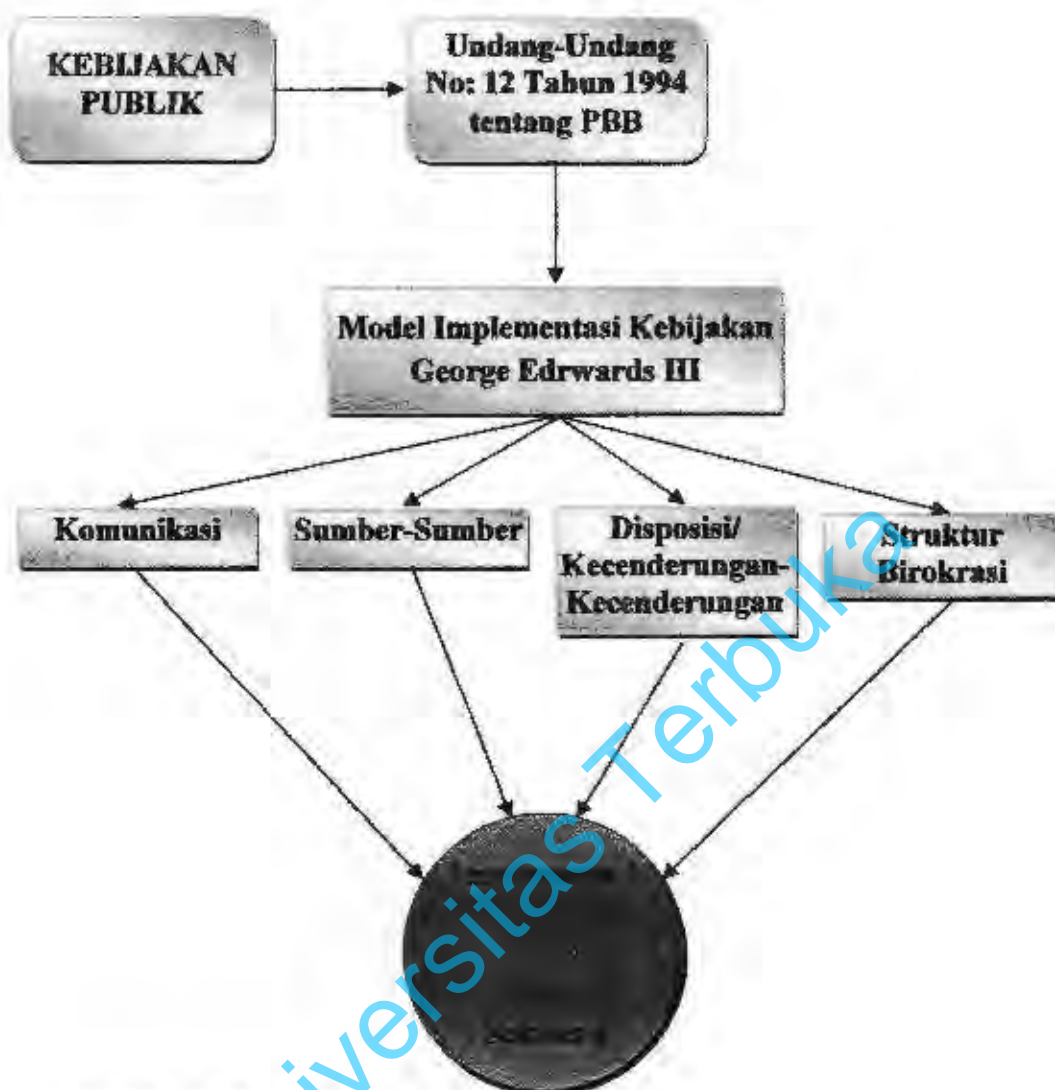 KEBIJAKAN
PUBLIK
Undang-Undang
No: 12 Tahun 1994
tentang PBB
Model Implementasi Kebijakan
George Edrwards III
Komunikasi
Sumber-Sumber
Disposisi/
Kecenderungan-
Kecenderungan
Struktur
Birokrasi
Terbuka